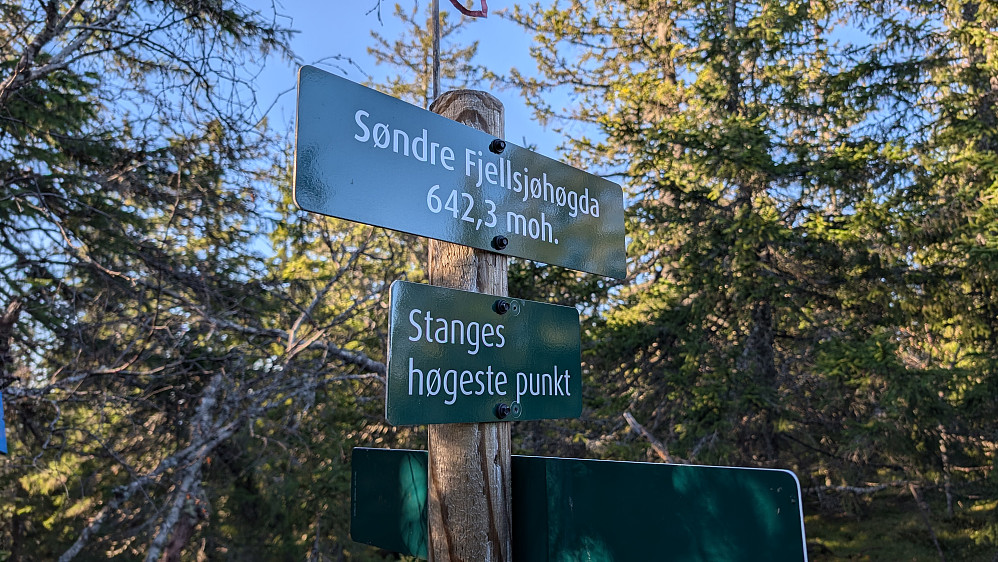 Søndre Fjellsjøhøgda
642,3 moh.
Stanges
høgeste punkt